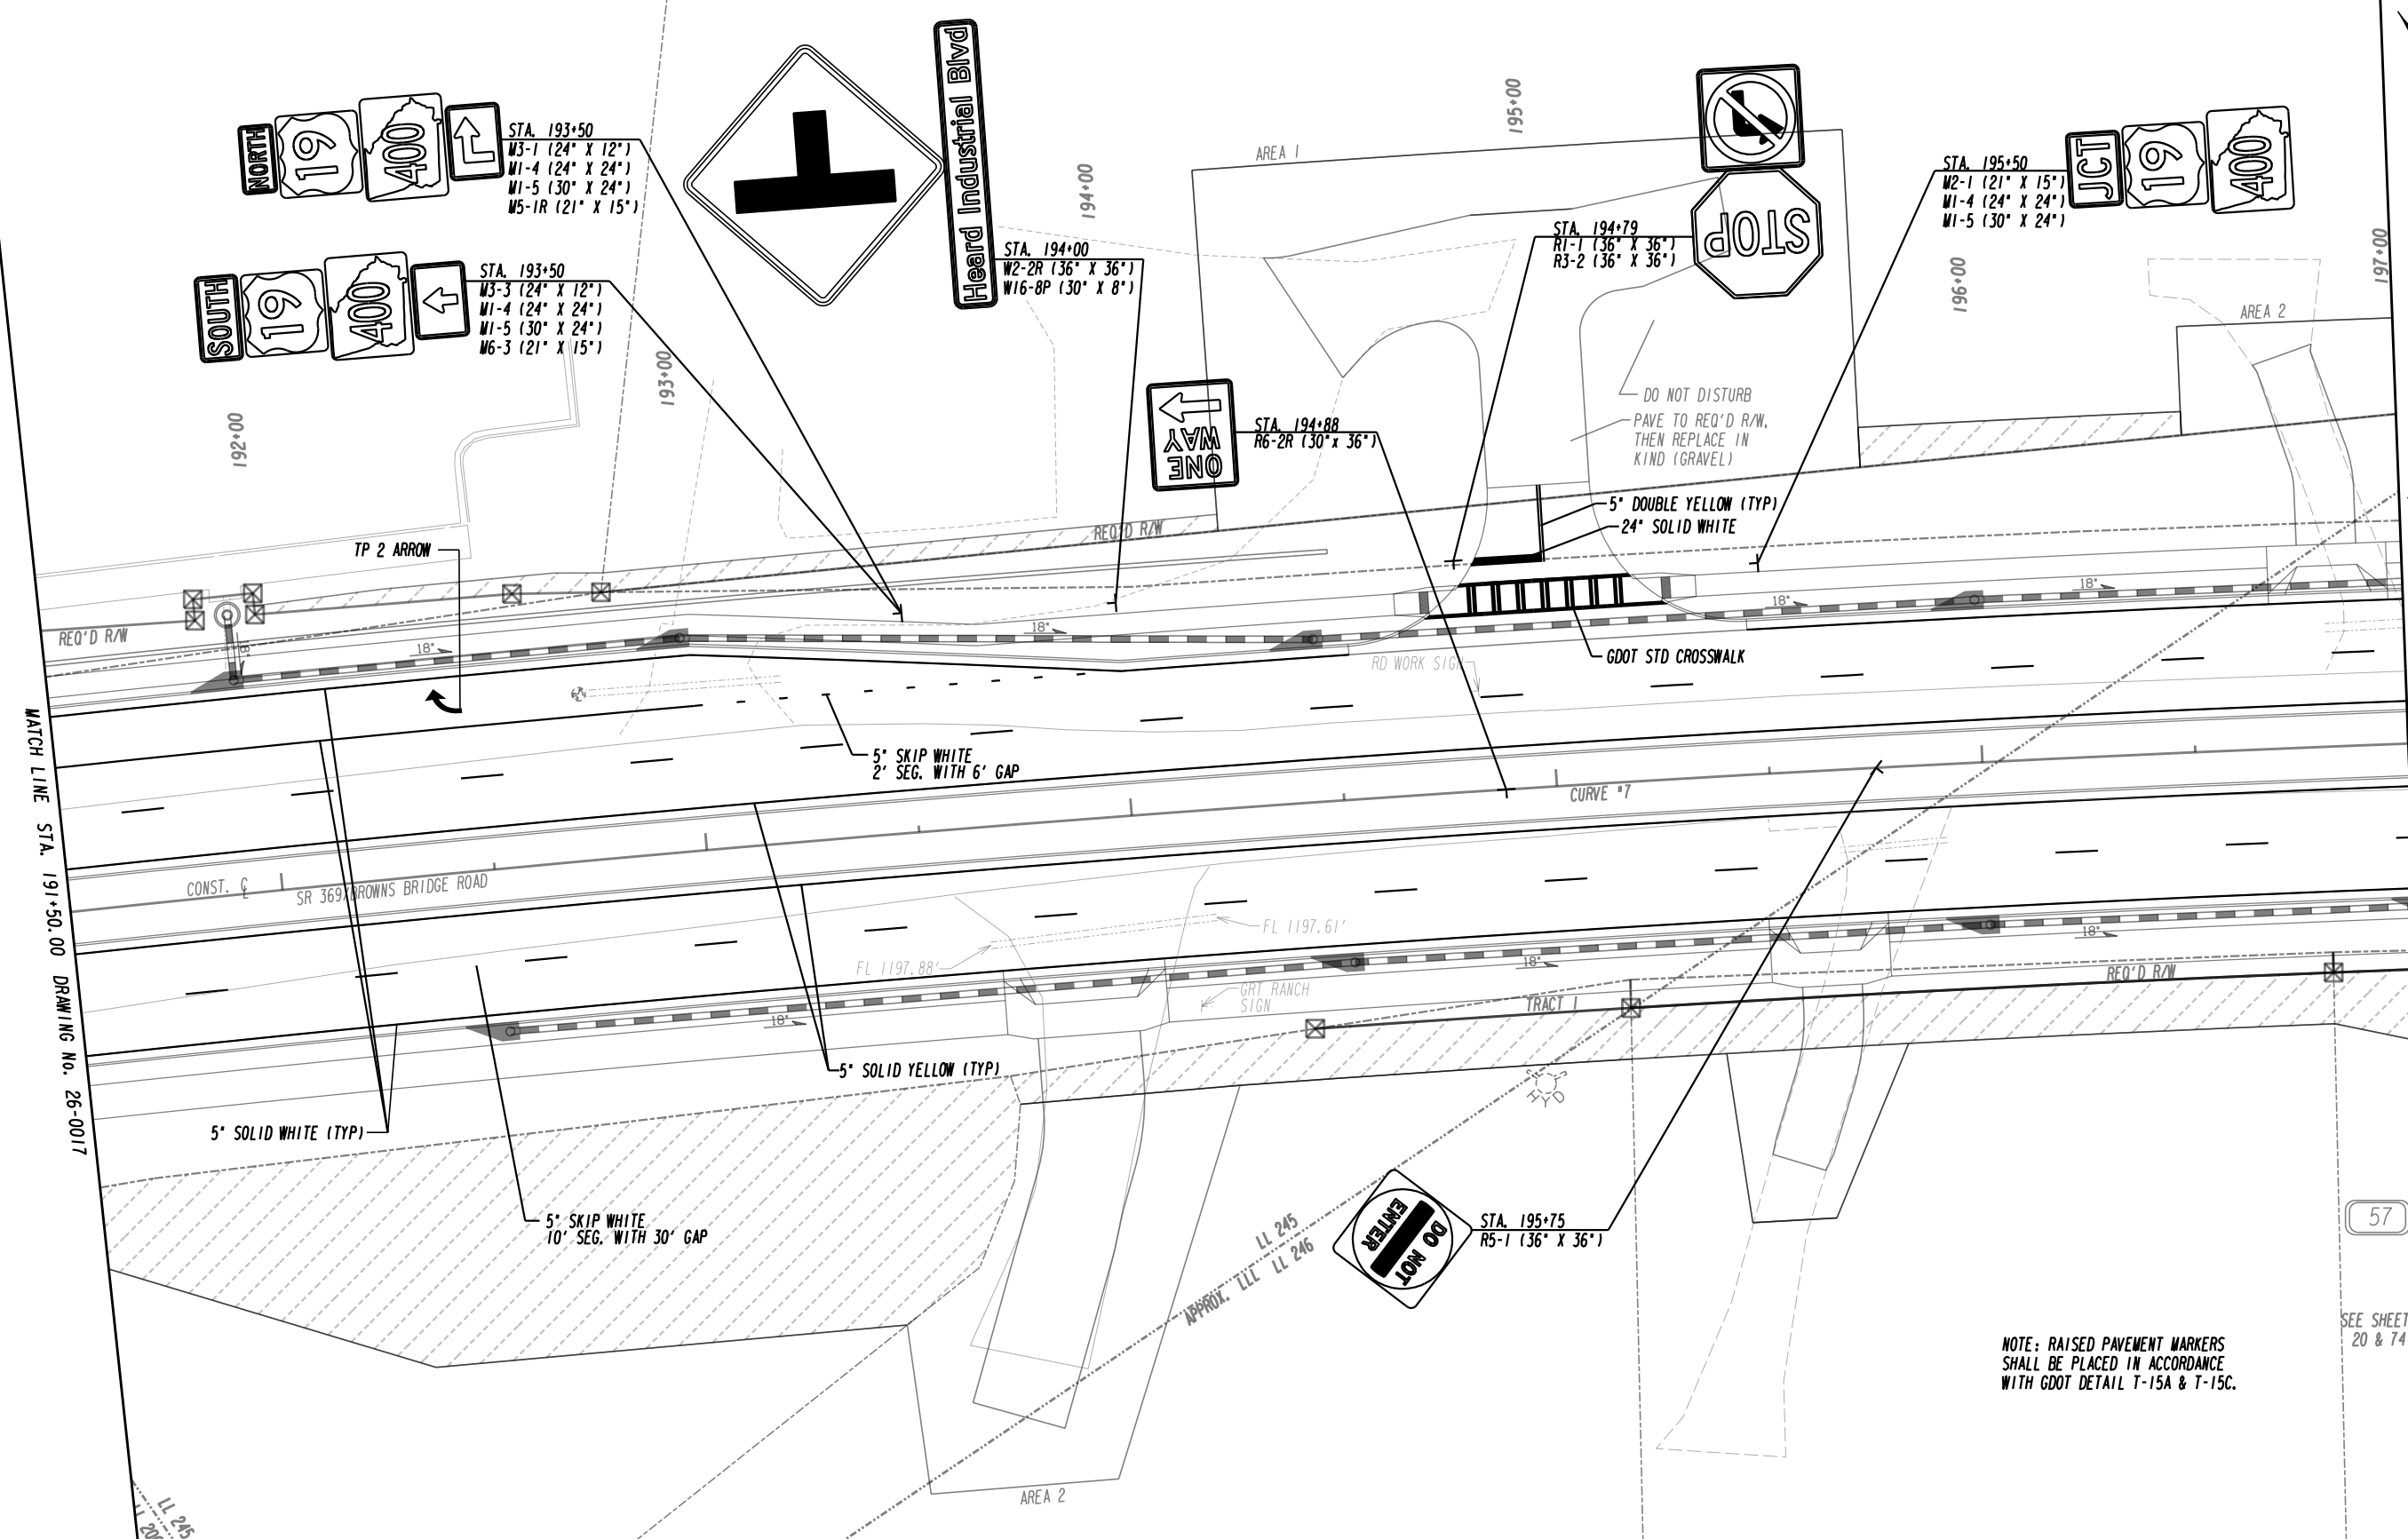 NORTH
19
400
STA. 193+50
M3-1 (24" X 12")
M1-4 (24" X 24")
M1-5 (30" X 24")
M5-1R (21" X 15")
SOUTH
19
400
STA. 193+50
M3-3 (24" X 12")
M1-4 (24" X 24")
M1-5 (30" X 24")
M6-3 (21" X 15")
Heard Industrial Blvd
STA. 194+00
W2-2R (36" X 36")
W16-8P (30" X 8")
ONE
WAY
STA. 194+88
R6-2R (30"x 36")
STOP
STA. 194+79
R1-1 (36" X 36")
R3-2 (36" X 36")
STA. 195+50
M2-1 (21" X 15")
M1-4 (24" X 24")
M1-5 (30" X 24")
JCT
19
400
192+00
193+00
194+00
195+00
196+00
197+00
AREA 1
AREA 2
DO NOT DISTURB
PAVE TO REQ'D R/W,
THEN REPLACE IN
KIND (GRAVEL)
5" DOUBLE YELLOW (TYP)
24" SOLID WHITE
GDOT STD CROSSWALK
TP 2 ARROW
REQ'D R/W
REQ'D R/W
18"
18"
18"
18"
18"
RD WORK SIGN
5" SKIP WHITE
2' SEG. WITH 6' GAP
CURVE #7
CONST. ℄
SR 369/BROWNS BRIDGE ROAD
MATCH LINE STA. 191+50.00 DRAWING No. 26-0017
FL 1197.61'
FL 1197.88'
GRT RANCH
SIGN
18"
18"
18"
TRACT 1
REQ'D R/W
HYD
5" SOLID YELLOW (TYP)
5" SOLID WHITE (TYP)
5" SKIP WHITE
10' SEG. WITH 30' GAP
LL 245
APPROX. LLL LL 246
DO NOT
ENTER
STA. 195+75
R5-1 (36" X 36")
57
SEE SHEET
20 & 74
NOTE: RAISED PAVEMENT MARKERS
SHALL BE PLACED IN ACCORDANCE
WITH GDOT DETAIL T-15A & T-15C.
AREA 2
LL 245